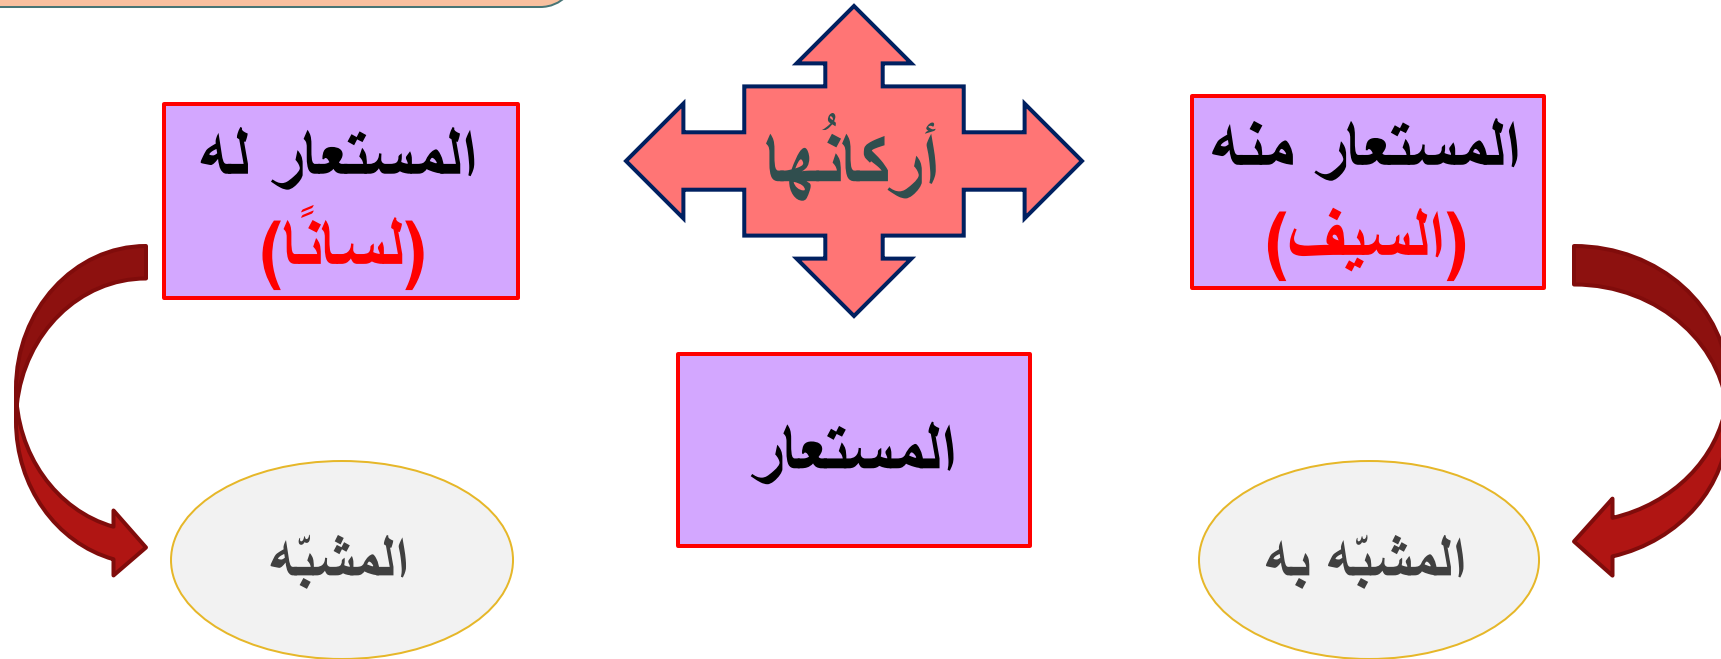 أركانُها
المستعار منه
(السيف)
المستعار له
(لسانًا)
المستعار
المشبّه به
المشبّه